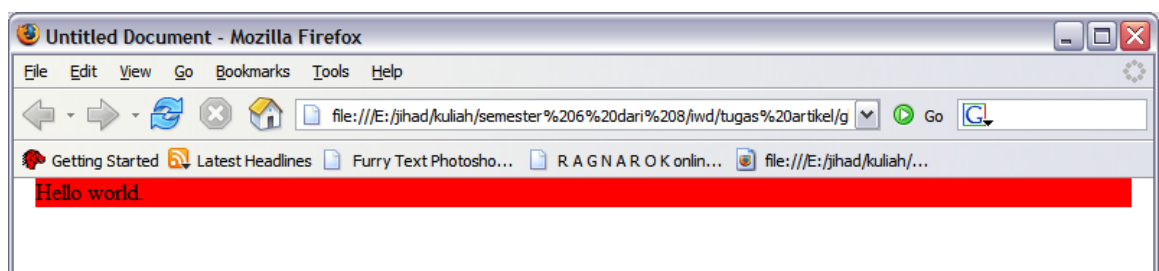 Untitled Document - Mozilla Firefox
File Edit View Go Bookmarks Tools Help
file:///E:/jihad/kuliah/semester%206%20dari%208/iwd/tugas%20artikel/g Go G
Getting Started Latest Headlines Furry Text Photosho... R A G N A R O K onlin... file:///E:/jihad/kuliah/...
Hello world.